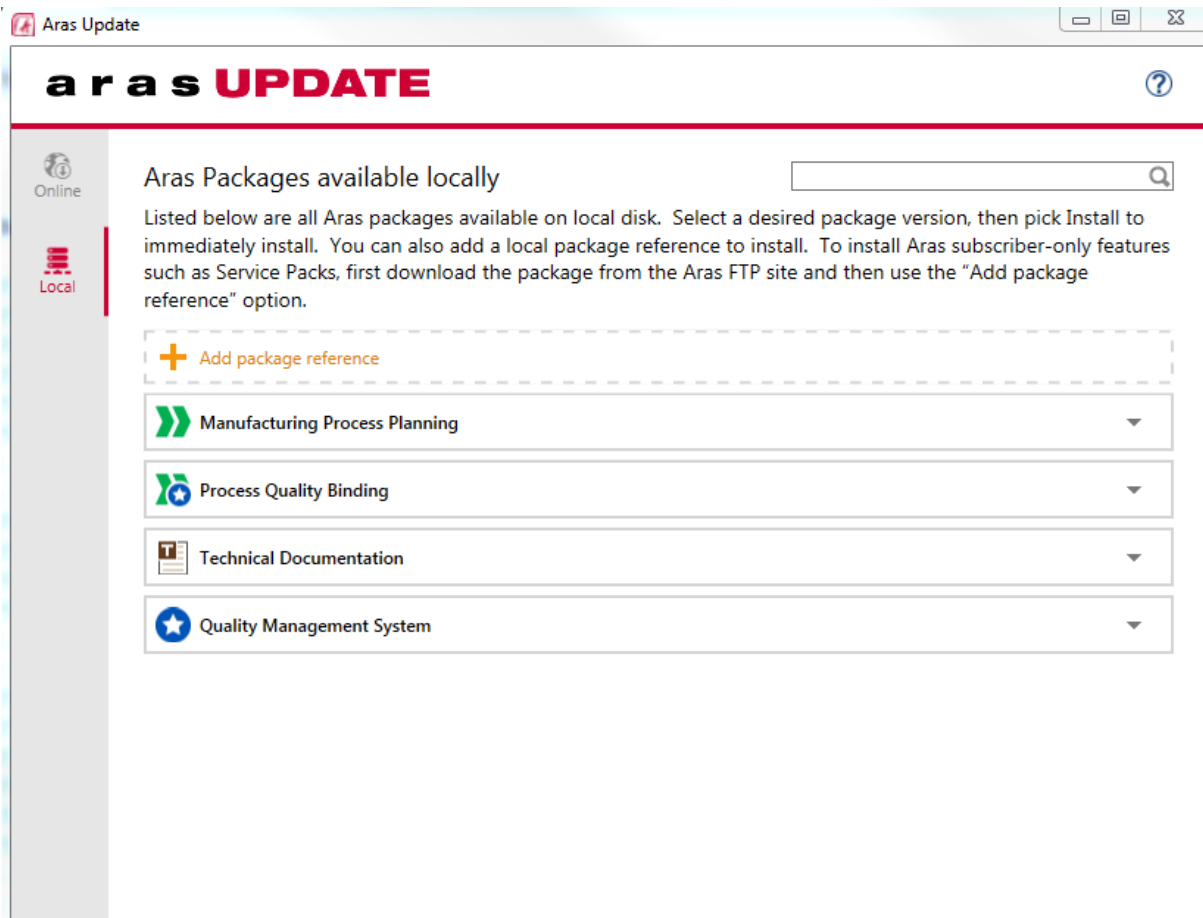 Aras Update
aras UPDATE
?
Online
Local
Aras Packages available locally
Listed below are all Aras packages available on local disk.  Select a desired package version, then pick Install to
immediately install.  You can also add a local package reference to install.  To install Aras subscriber-only features
such as Service Packs, first download the package from the Aras FTP site and then use the “Add package
reference” option.
Add package reference
Manufacturing Process Planning
Process Quality Binding
T
Technical Documentation
Quality Management System